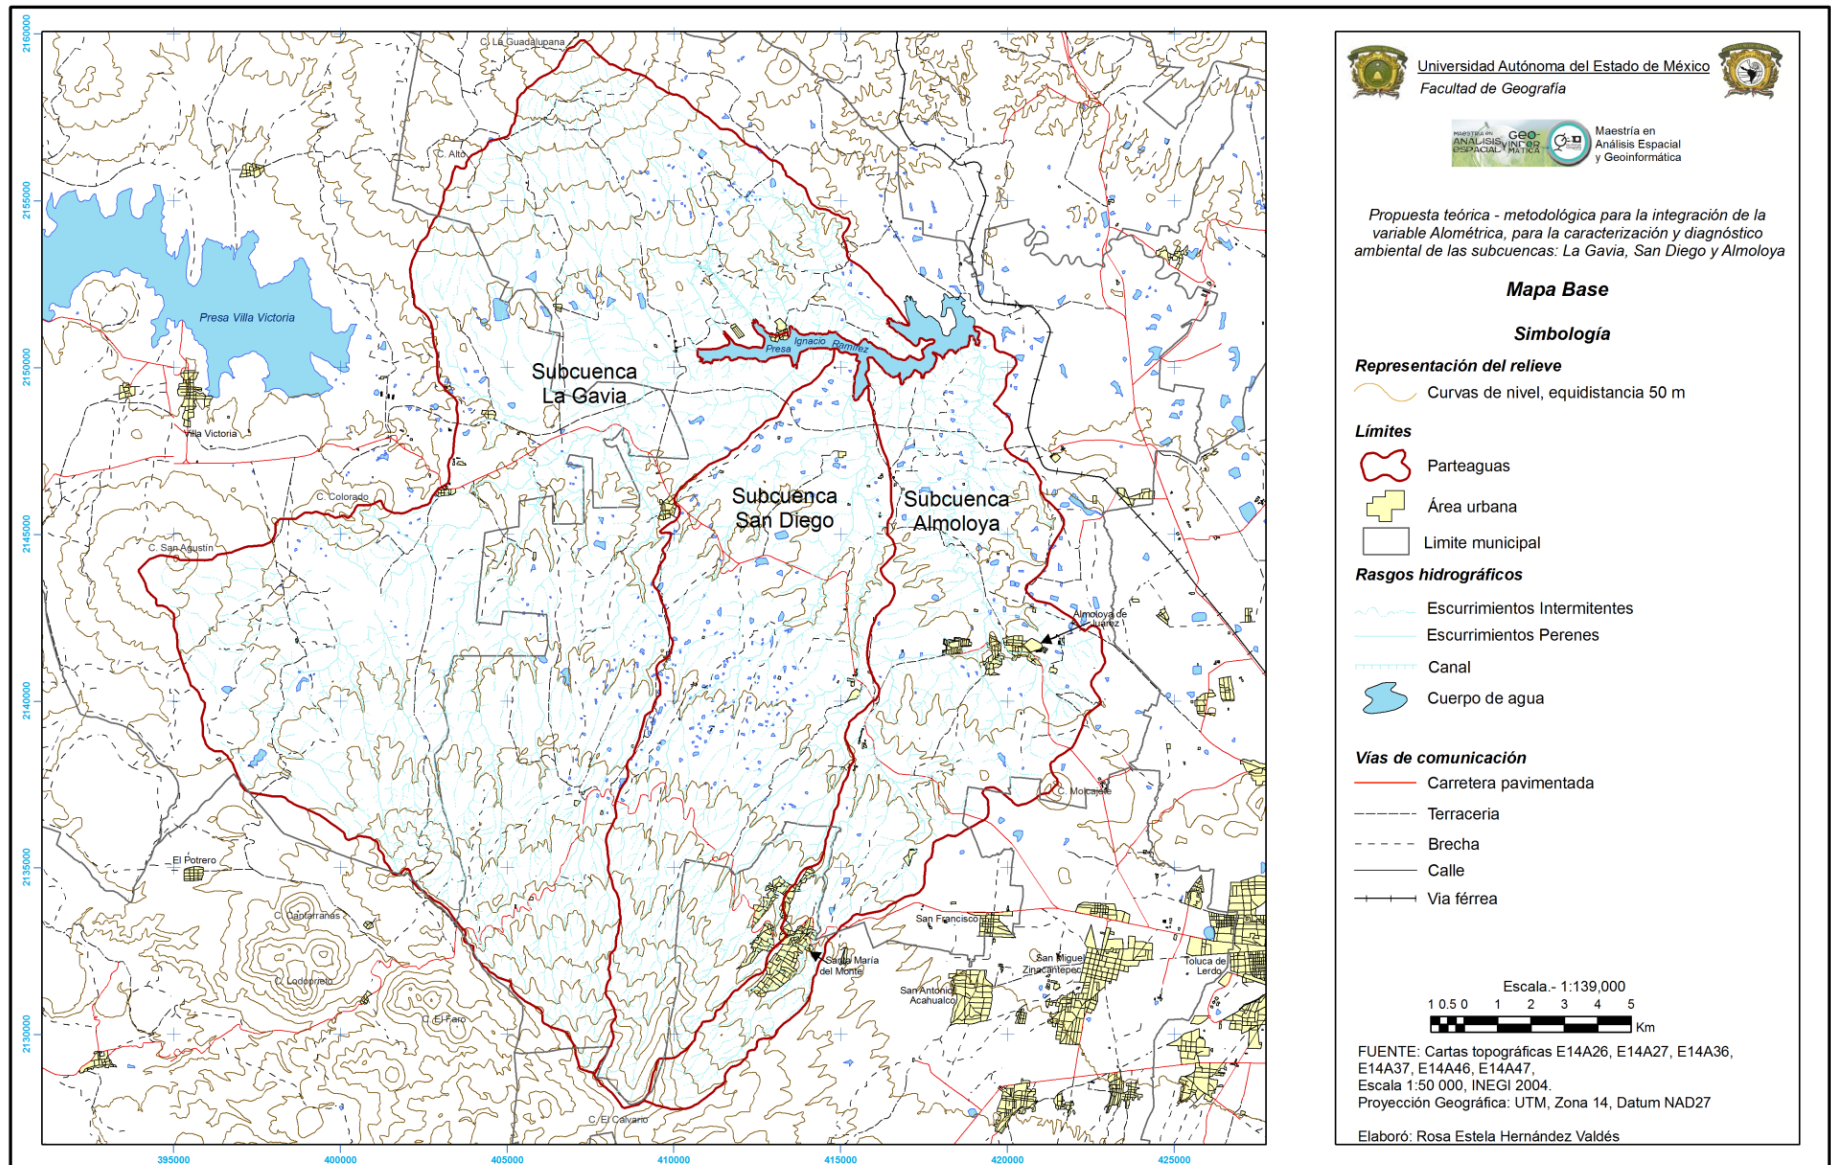 2160000
2155000
2150000
2145000
2140000
2135000
2130000
395000
400000
405000
410000
415000
420000
425000
C. La Guadalupana
C. Alto
Presa Villa Victoria
Villa Victoria
Presa Ignacio Ramírez
Subcuenca
La Gavia
Subcuenca
San Diego
Subcuenca
Almoloya
C. Colorado
C. San Agustín
Almoloya de
Juárez
C. Molcajete
El Potrero
C. Cantarranas
C. Lodoprieto
C. El Faro
C. El Calvario
Santa María
del Monte
San Francisco
San Miguel
Zinacantepec
San Antonio
Acahualco
Toluca de
Lerdo
Universidad Autónoma del Estado de México
Facultad de Geografía
MAESTRÍA EN
ANÁLISIS
ESPACIAL
Y
GEO-
INFOR
MÁTICA
Maestría en
Análisis Espacial
y Geoinformática
Propuesta teórica - metodológica para la integración de la
variable Alométrica, para la caracterización y diagnóstico
ambiental de las subcuencas: La Gavia, San Diego y Almoloya
Mapa Base
Simbología
Representación del relieve
Curvas de nivel, equidistancia 50 m
Límites
Parteaguas
Área urbana
Limite municipal
Rasgos hidrográficos
Escurrimientos Intermitentes
Escurrimientos Perenes
Canal
Cuerpo de agua
Vías de comunicación
Carretera pavimentada
Terraceria
Brecha
Calle
Via férrea
Escala.- 1:139,000
1 0.5 0 1 2 3 4 5
Km
FUENTE: Cartas topográficas E14A26, E14A27, E14A36,
E14A37, E14A46, E14A47,
Escala 1:50 000, INEGI 2004.
Proyección Geográfica: UTM, Zona 14, Datum NAD27
Elaboró: Rosa Estela Hernández Valdés